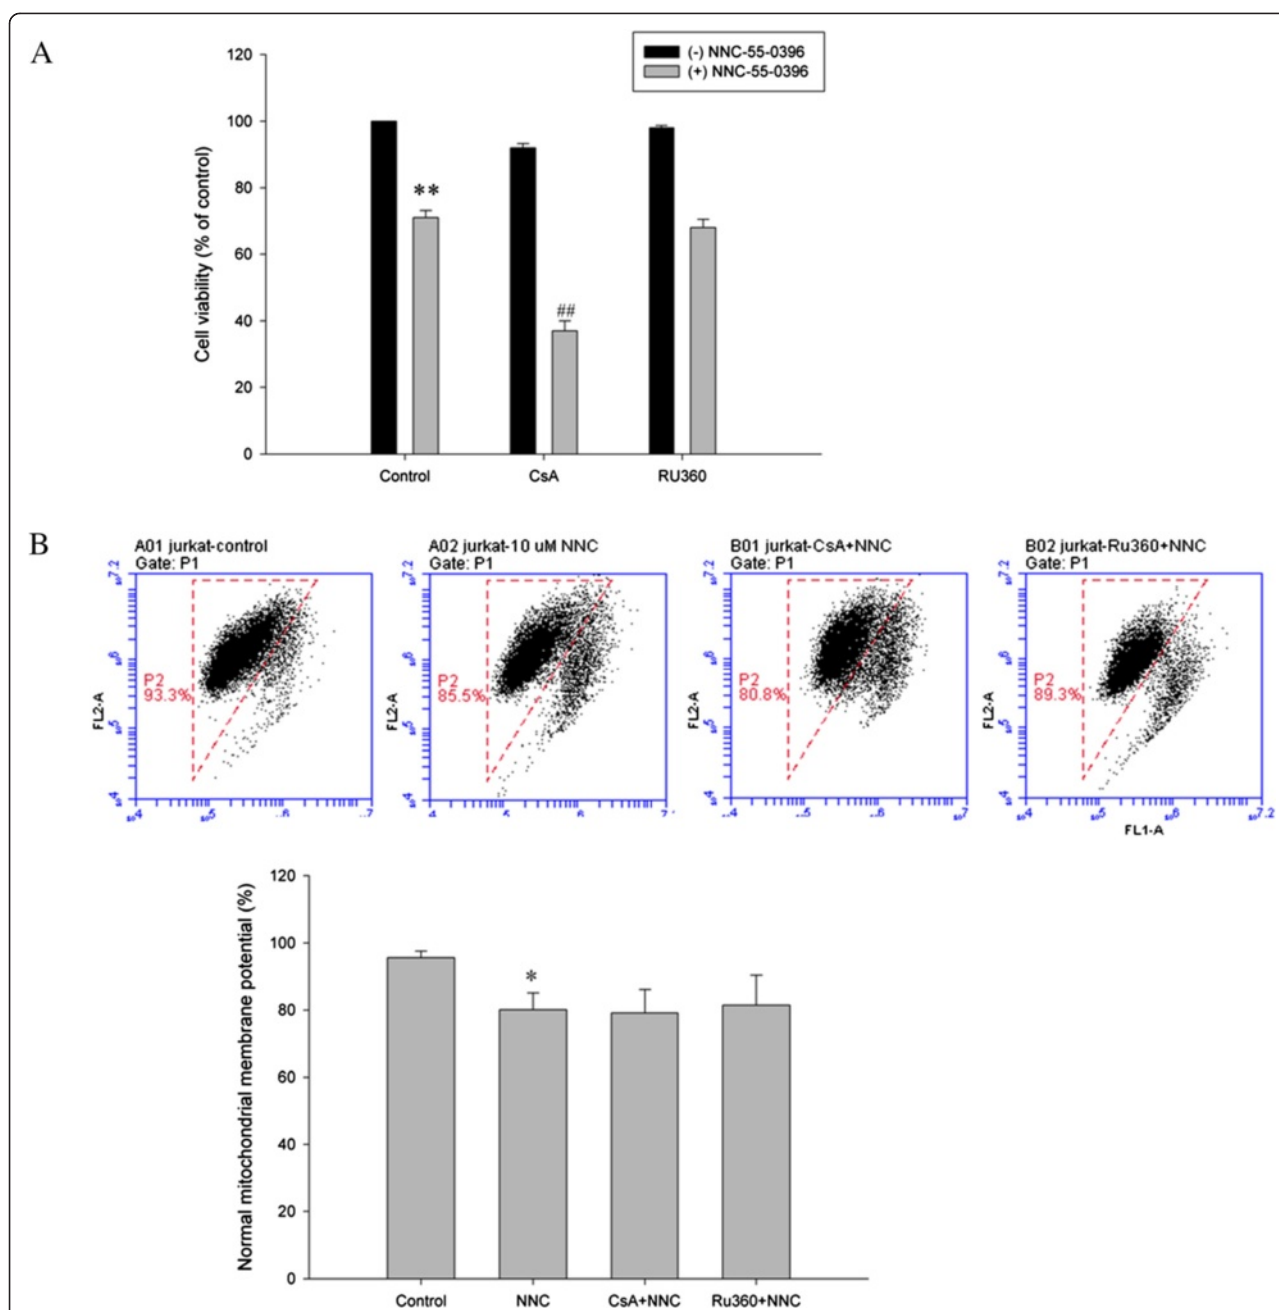 A
(-) NNC-55-0396
(+) NNC-55-0396
Cell viability (% of control)
120
100
80
60
40
20
0
**
##
Control CsA RU360
B
A01 jurkat-control
Gate: P1
P2
93.3%
FL2-A
A02 jurkat-10 uM NNC
Gate: P1
P2
85.5%
FL2-A
B01 jurkat-CsA+NNC
Gate: P1
P2
80.8%
FL2-A
B02 jurkat-Ru360+NNC
Gate: P1
P2
89.3%
FL2-A
FL1-A
Normal mitochondrial membrane potential (%)
120
100
80
60
40
20
0
*
Control NNC CsA+NNC Ru360+NNC